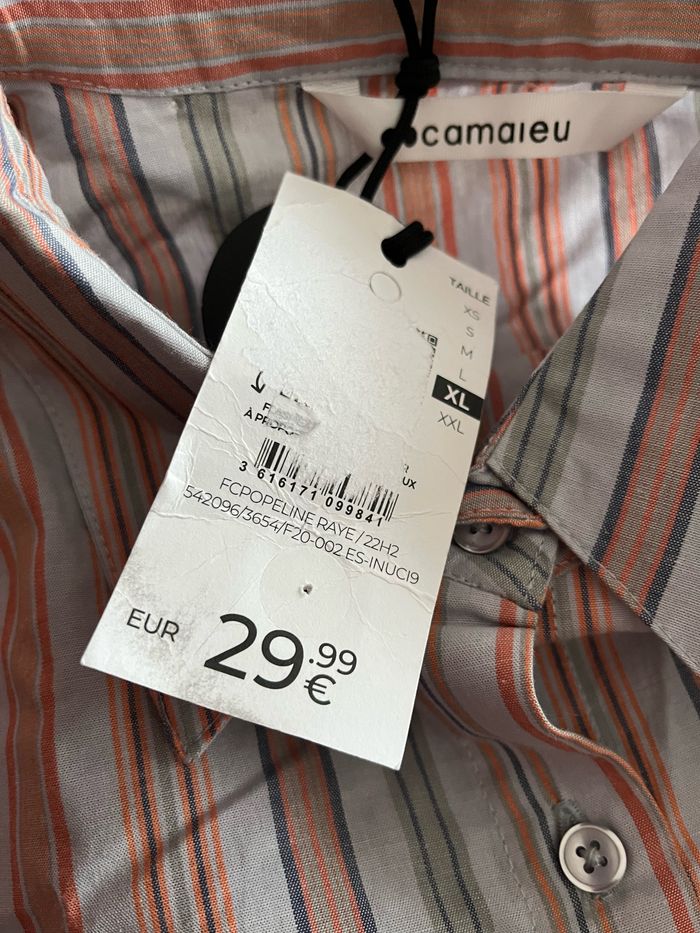 camaieu
TAILLE
XS
S
M
L
XL
XXL
UX
3 616171 099841
FCPOPELINE RAYE / 22H2
542096/3654/F20-002 ES-INUCI9
EUR 29.99 €